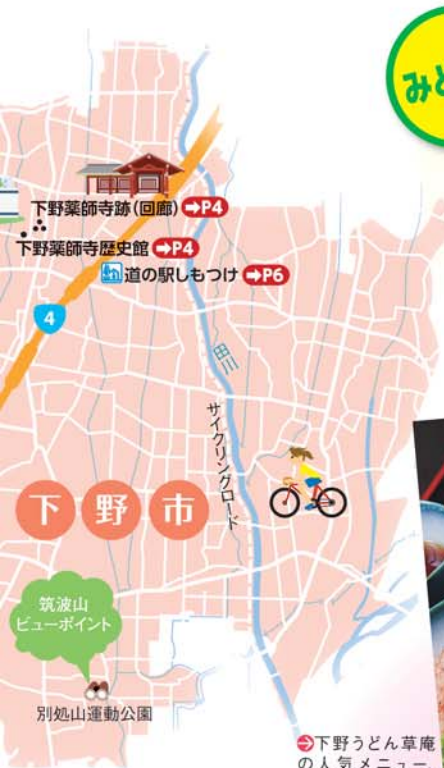 みど
下野薬師寺跡(回廊) ➡P4
下野薬師寺歴史館 ➡P4
道の駅しもつけ ➡P6
4
田川
サイクリングロード
下野市
筑波山
ビューポイント
別処山運動公園
➡下野うどん草庵
の人気メニュー、